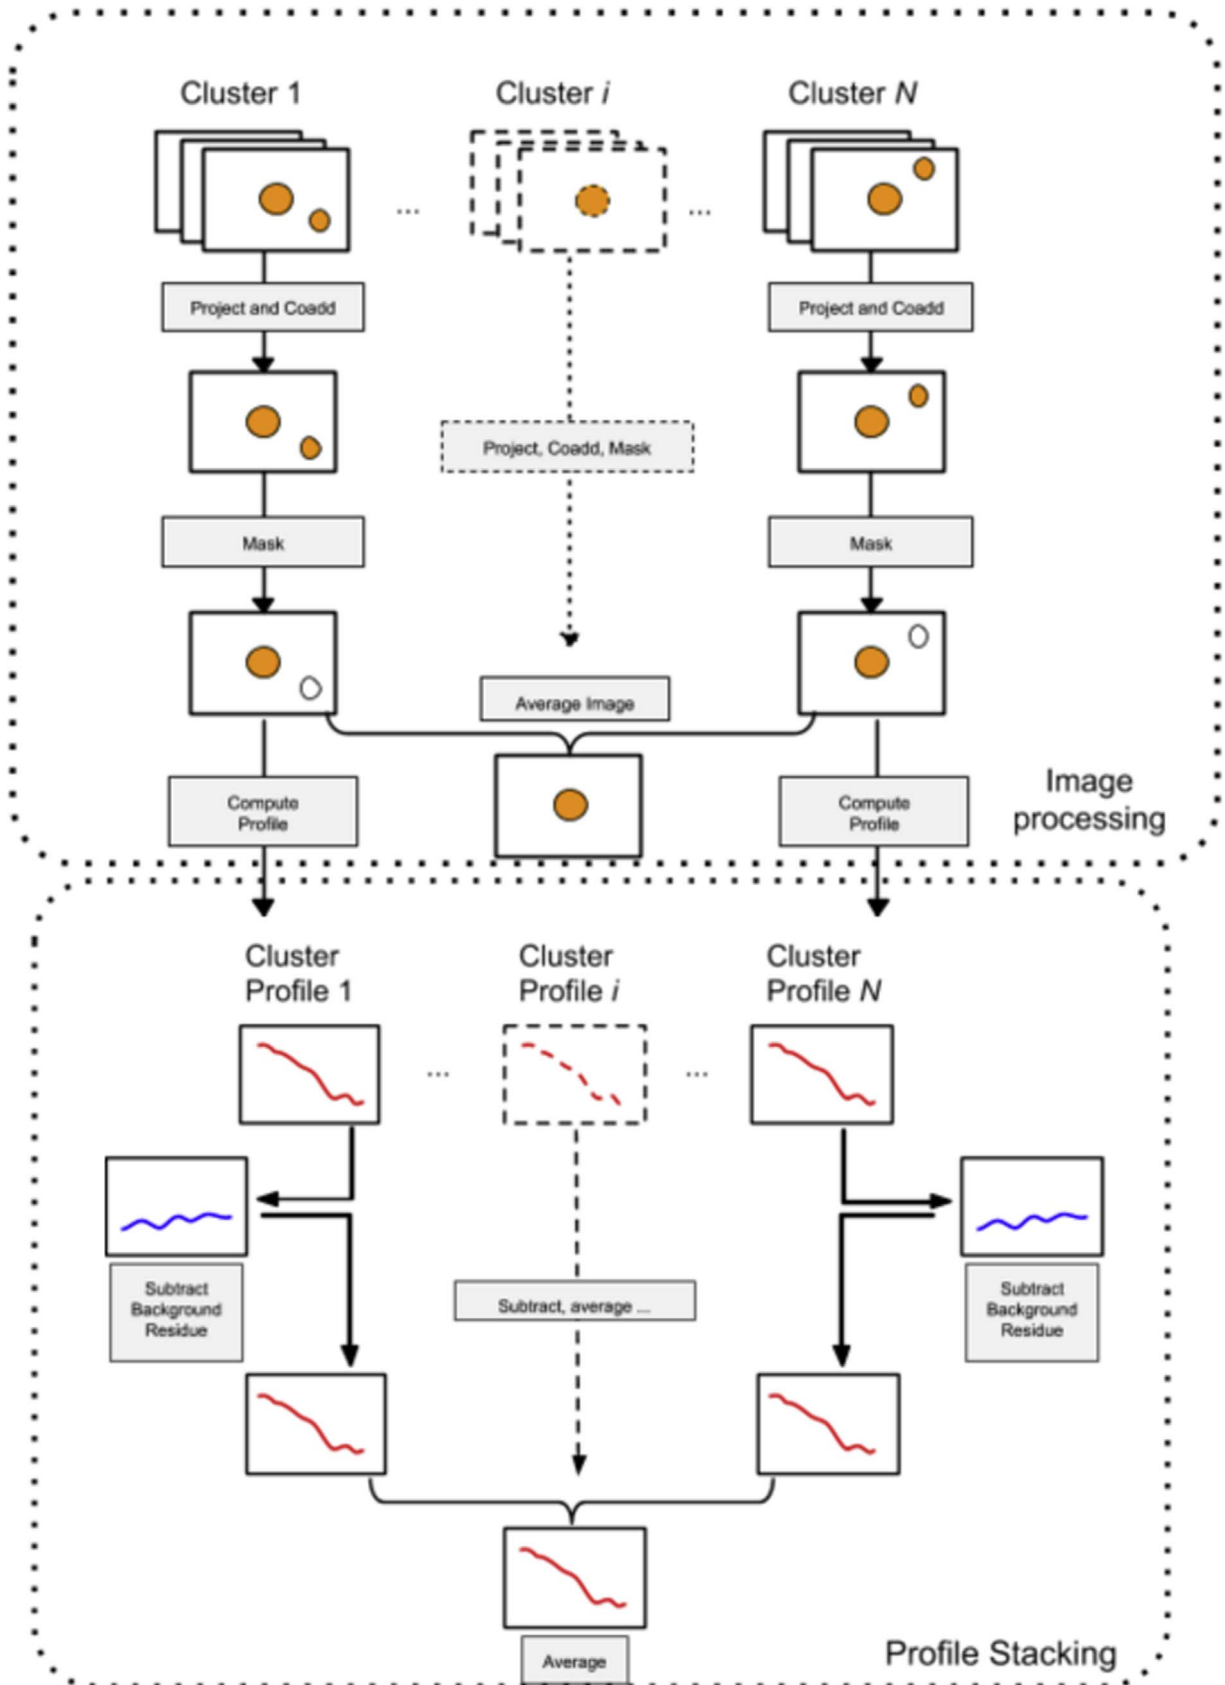 Cluster 1
Cluster i
Cluster N
...
...
Project and Coadd
Project and Coadd
Project, Coadd, Mask
Mask
Mask
Average Image
Compute
Profile
Compute
Profile
Image
processing
Cluster
Profile 1
Cluster
Profile i
Cluster
Profile N
...
...
Subtract
Background
Residue
Subtract, average ...
Subtract
Background
Residue
Average
Profile Stacking